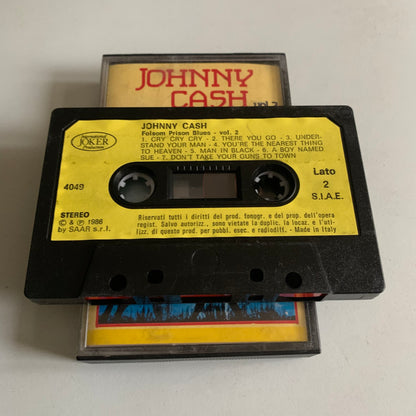 JOHNNY
CASH
vol.2
JOHNNY CASH
Folsom Prison Blues - vol. 2
1. CRY CRY CRY - 2. THERE YOU GO - 3. UNDER-
STAND YOUR MAN - 4. YOU'RE THE NEAREST THING
TO HEAVEN - 5. MAN IN BLACK - 6. A BOY NAMED
SUE - 7. DON'T TAKE YOUR GUNS TO TOWN
International
JOKER
Productions
4049
Lato
2
S.I.A.E.
STEREO
© & ℗ 1986
by SAAR s.r.l.
Riservati tutti i diritti del prod. fonogr. e del prop. dell'opera
regist. Salvo autorizz., sono vietate la duplic. la locaz. e l'uti-
lizz. di questo prod. per pubbl. esec. e radiodiff. - Made in Italy